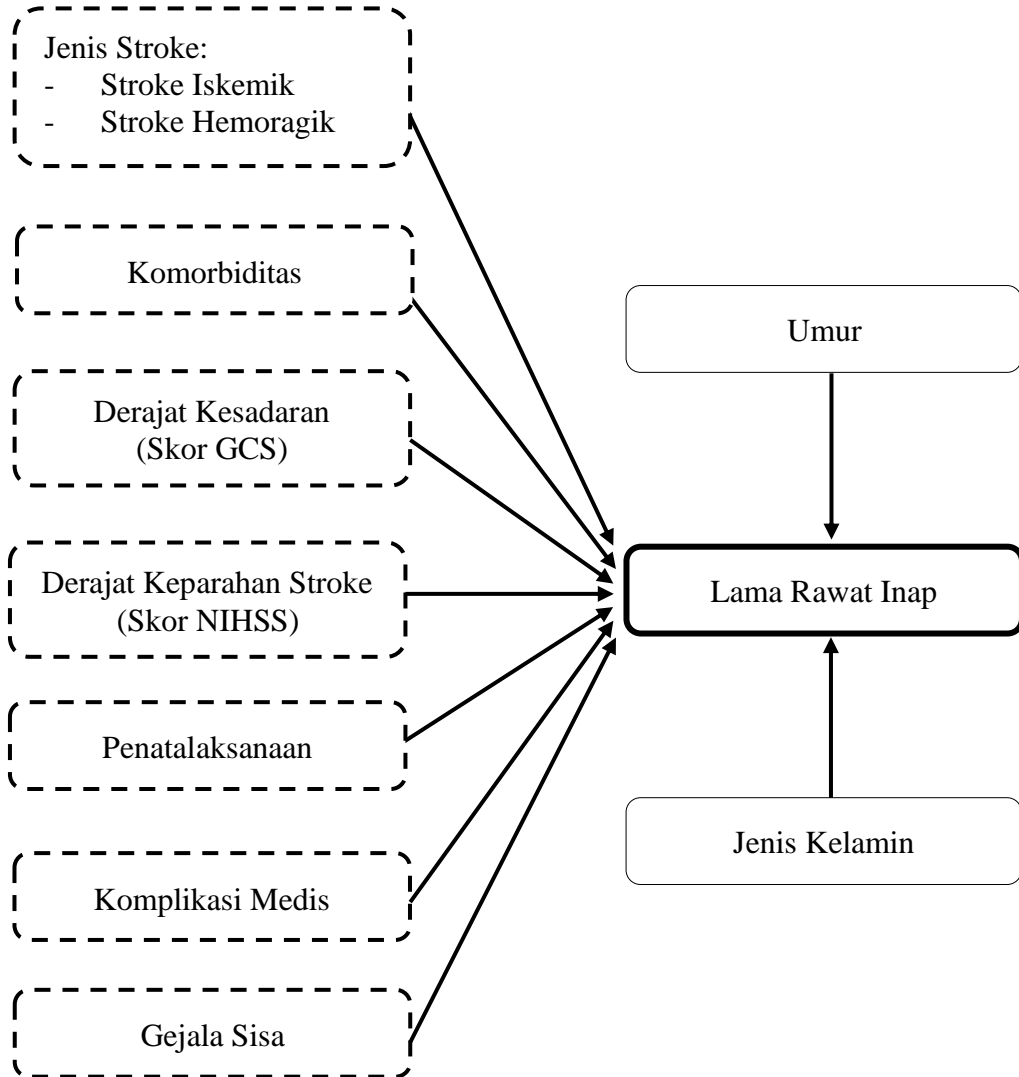 Jenis Stroke:
- Stroke Iskemik
- Stroke Hemoragik
Komorbiditas
Derajat Kesadaran
(Skor GCS)
Derajat Keparahan Stroke
(Skor NIHSS)
Penatalaksanaan
Komplikasi Medis
Gejala Sisa
Umur
Lama Rawat Inap
Jenis Kelamin